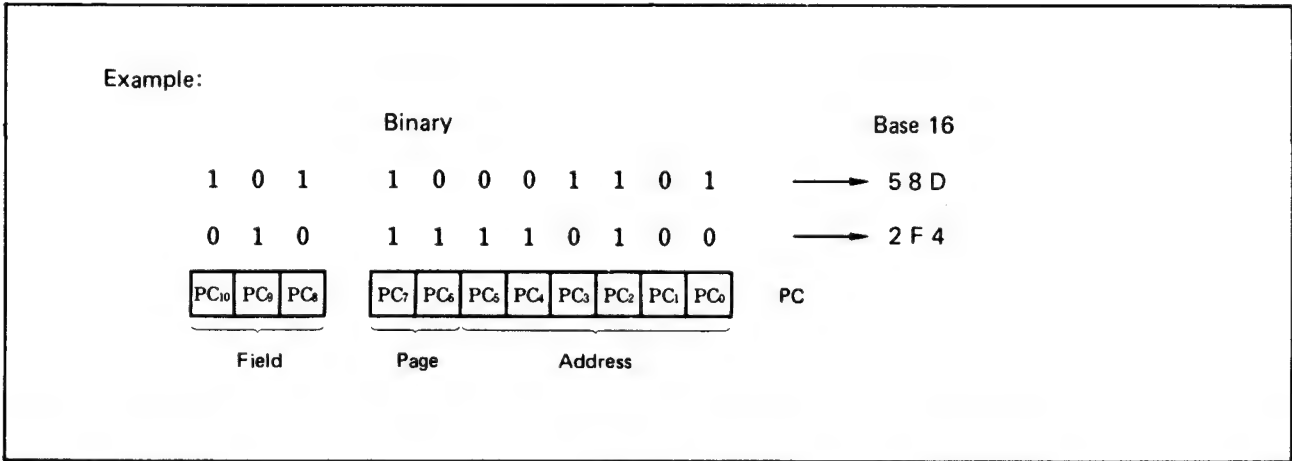 Example:
Binary Base 16
1 0 1 1 0 0 0 1 1 0 1 → 5 8 D
0 1 0 1 1 1 1 0 1 0 0 → 2 F 4
PC₁₀ PC₉ PC₈ PC₇ PC₆ PC₅ PC₄ PC₃ PC₂ PC₁ PC₀ PC
Field Page Address